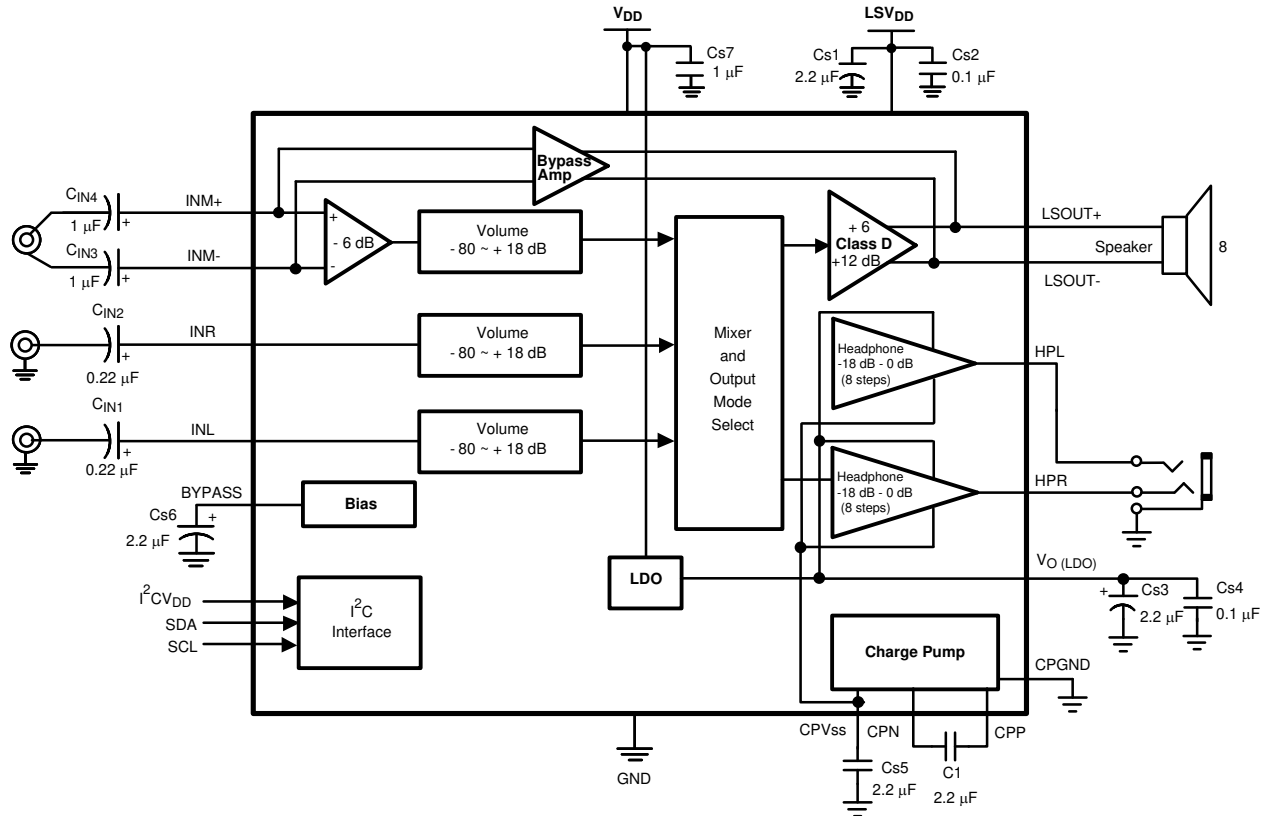 VDD
LSVDD
Cs7
1 μF
Cs1
2.2 μF
Cs2
0.1 μF
CIN4
1 μF
INM+
CIN3
1 μF
INM-
Bypass
Amp
+
- 6 dB
-
Volume
- 80 ~ + 18 dB
+ 6
Class D
+12 dB
LSOUT+
Speaker
8
LSOUT-
CIN2
0.22 μF
INR
Volume
- 80 ~ + 18 dB
Mixer
and
Output
Mode
Select
Headphone
-18 dB - 0 dB
(8 steps)
HPL
CIN1
0.22 μF
INL
Volume
- 80 ~ + 18 dB
Headphone
-18 dB - 0 dB
(8 steps)
HPR
BYPASS
Cs6
+
2.2 μF
Bias
LDO
VO (LDO)
+
Cs3
2.2 μF
Cs4
0.1 μF
I2CVDD
SDA
SCL
I2C
Interface
Charge Pump
CPGND
CPVss
CPN
CPP
Cs5
2.2 μF
C1
2.2 μF
GND
+
+
+
+